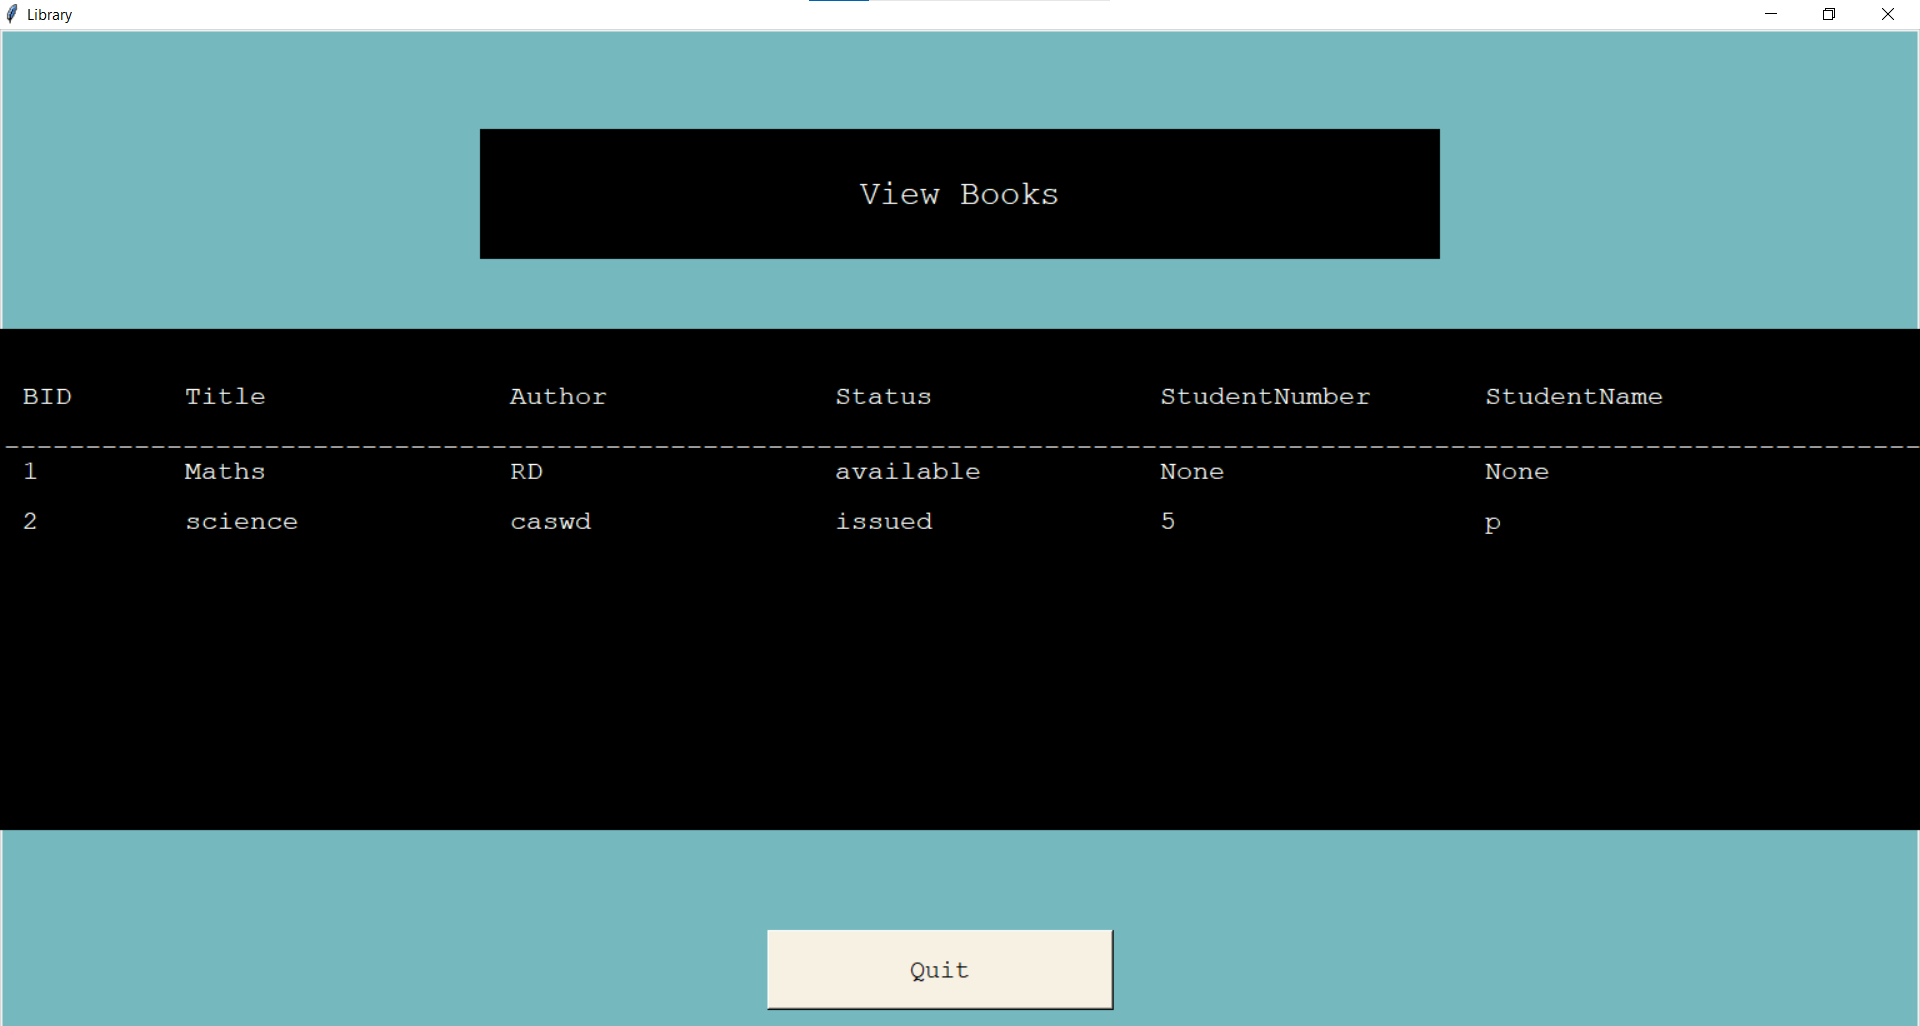 Library
View Books
BID Title Author Status StudentNumber StudentName
------------------------------------------------------------------------------------------------------------------------
1 Maths RD available None None
2 science caswd issued 5 p
Quit